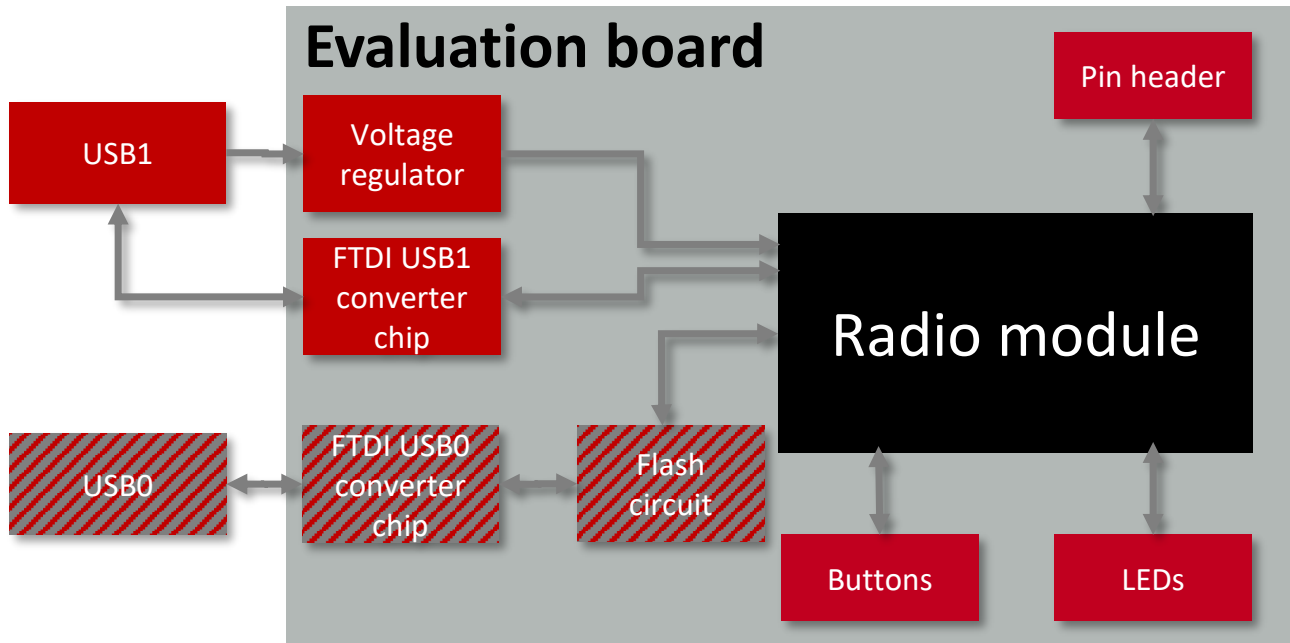 Evaluation board
Pin header
USB1
Voltage
regulator
FTDI USB1
converter
chip
Radio module
USB0
FTDI USB0
converter
chip
Flash
circuit
Buttons
LEDs